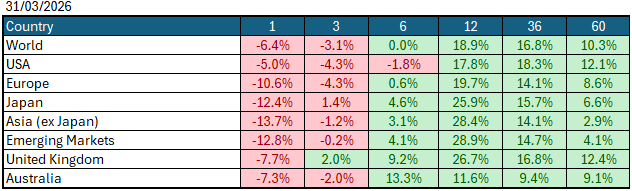 31/03/2026
Country 1 3 6 12 36 60
World -6.4% -3.1% 0.0% 18.9% 16.8% 10.3%
USA -5.0% -4.3% -1.8% 17.8% 18.3% 12.1%
Europe -10.6% -4.3% 0.6% 19.7% 14.1% 8.6%
Japan -12.4% 1.4% 4.6% 25.9% 15.7% 6.6%
Asia (ex Japan) -13.7% -1.2% 3.1% 28.4% 14.1% 2.9%
Emerging Markets -12.8% -0.2% 4.1% 28.9% 14.7% 4.1%
United Kingdom -7.7% 2.0% 9.2% 26.7% 16.8% 12.4%
Australia -7.3% -2.0% 13.3% 11.6% 9.4% 9.1%